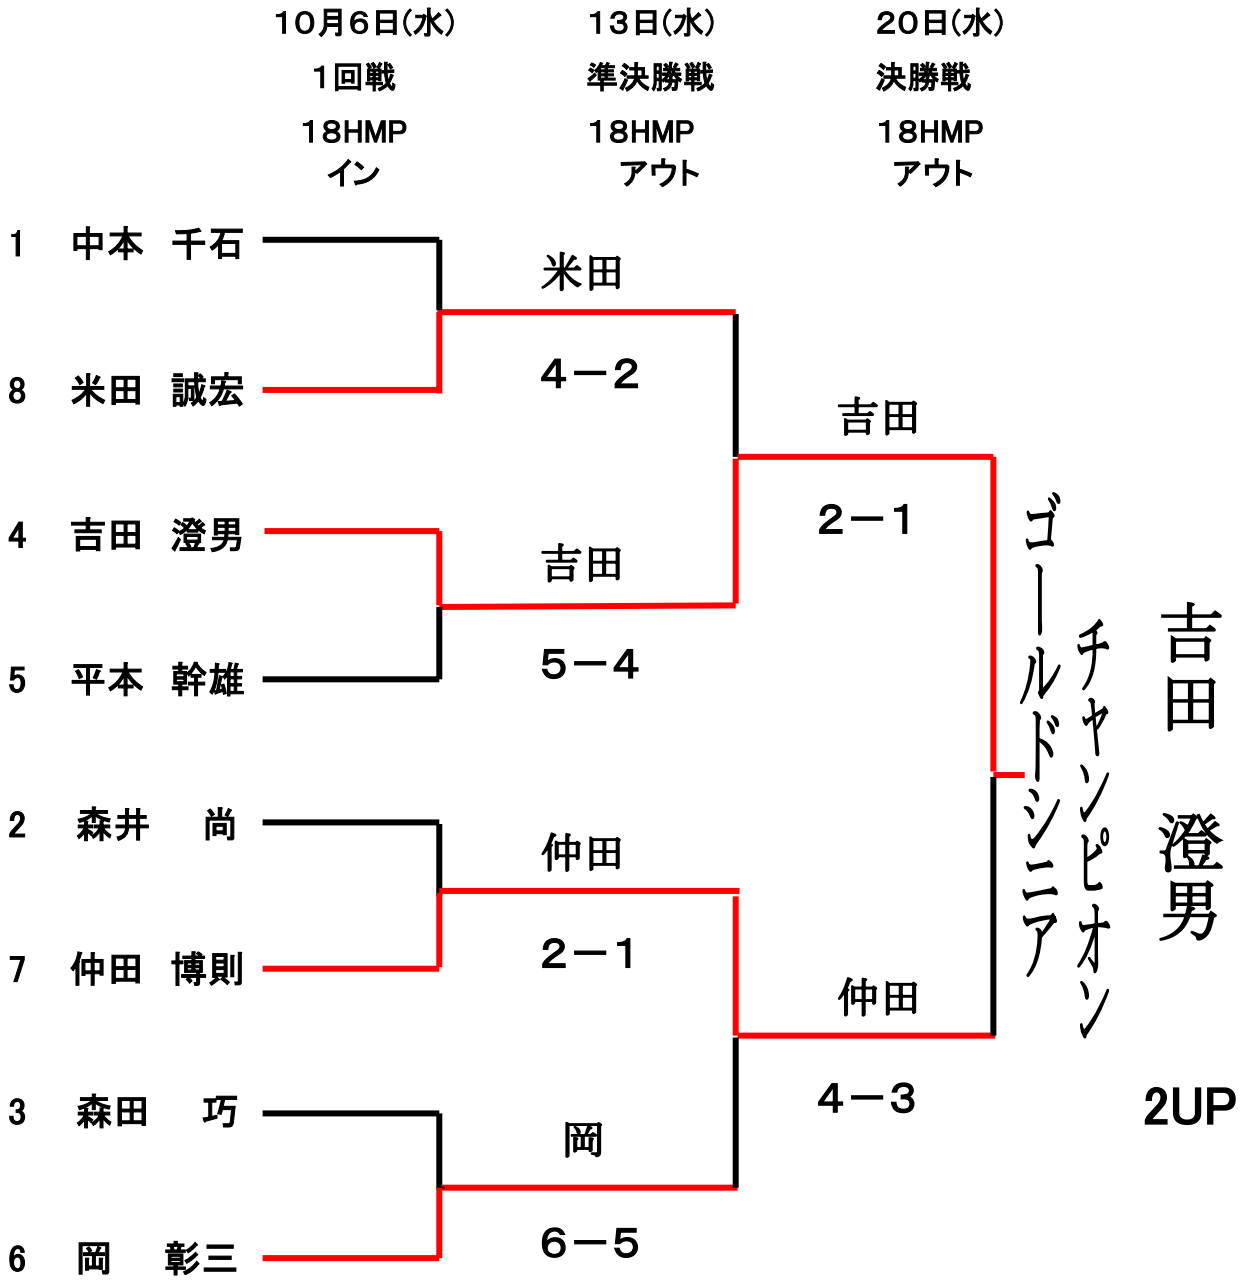 10月6日(水) 13日(水) 20日(水)
1回戦 準決勝戦 決勝戦
18HMP 18HMP 18HMP
イン アウト アウト
1 中本 千石
米田
4－2
8 米田 誠宏
吉田
2－1
4 吉田 澄男
吉田
5－4
5 平本 幹雄
2 森井 尚
仲田
2－1
7 仲田 博則
仲田
4－3
3 森田 巧
岡
6－5
6 岡 彰三
ゴールドシニア
チャンピオン
吉田 澄男
2UP